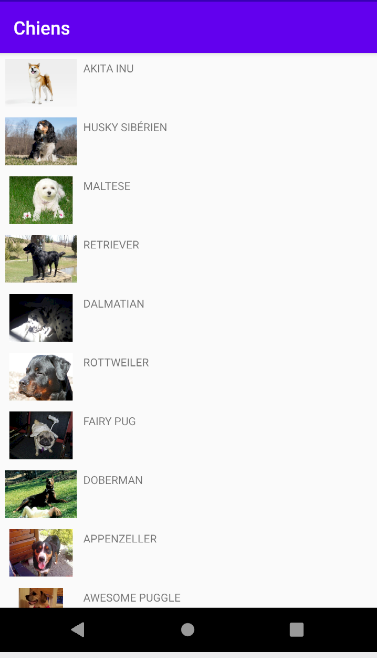 Chiens
AKITA INU
HUSKY SIBÉRIEN
MALTESE
RETRIEVER
DALMATIAN
ROTTWEILER
FAIRY PUG
DOBERMAN
APPENZELLER
AWESOME PUGGLE